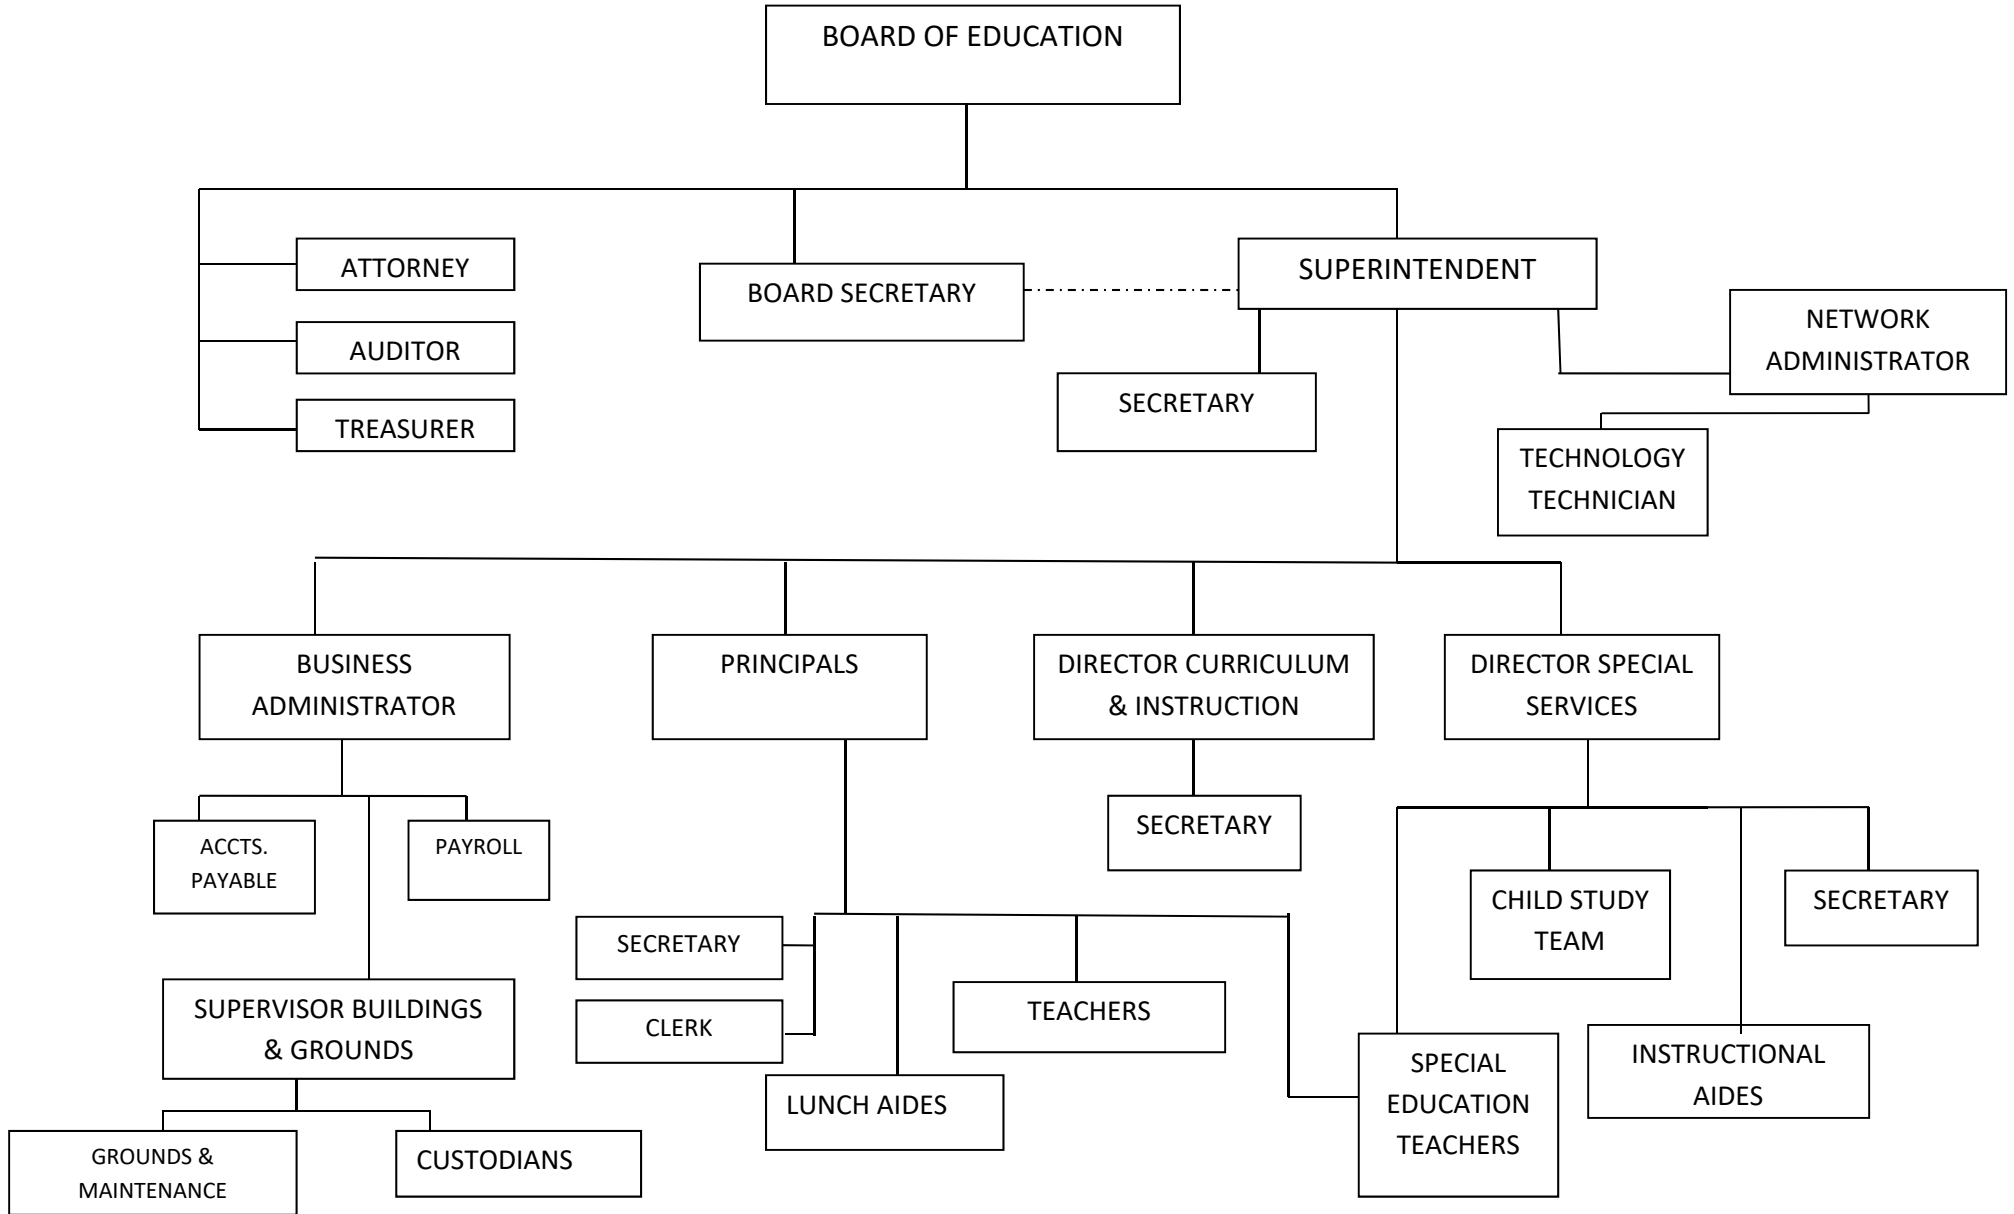 BOARD OF EDUCATION
ATTORNEY
AUDITOR
TREASURER
BOARD SECRETARY
SUPERINTENDENT
SECRETARY
NETWORK
ADMINISTRATOR
TECHNOLOGY
TECHNICIAN
BUSINESS
ADMINISTRATOR
PRINCIPALS
DIRECTOR CURRICULUM
& INSTRUCTION
DIRECTOR SPECIAL
SERVICES
ACCTS.
PAYABLE
PAYROLL
SECRETARY
CHILD STUDY
TEAM
SECRETARY
SECRETARY
CLERK
LUNCH AIDES
TEACHERS
SPECIAL
EDUCATION
TEACHERS
INSTRUCTIONAL
AIDES
SUPERVISOR BUILDINGS
& GROUNDS
GROUNDS &
MAINTENANCE
CUSTODIANS